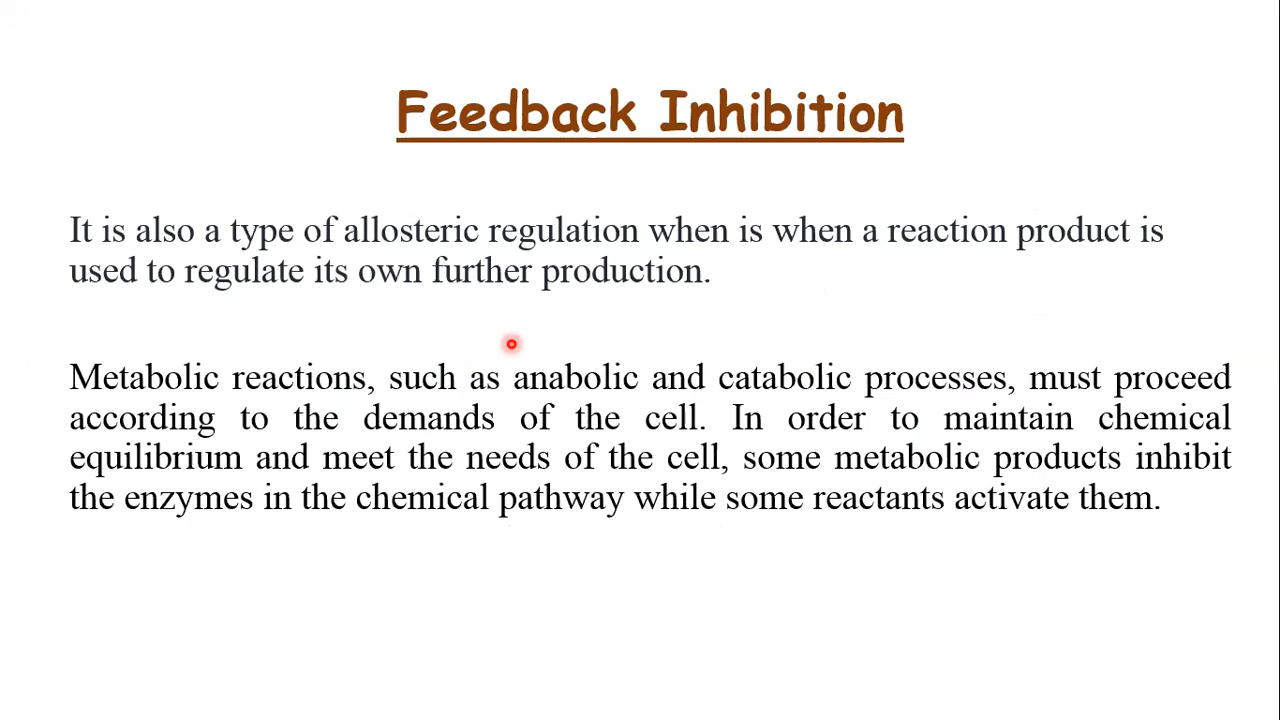 Feedback Inhibition
It is also a type of allosteric regulation when is when a reaction product is
used to regulate its own further production.
Metabolic reactions, such as anabolic and catabolic processes, must proceed
according to the demands of the cell. In order to maintain chemical
equilibrium and meet the needs of the cell, some metabolic products inhibit
the enzymes in the chemical pathway while some reactants activate them.